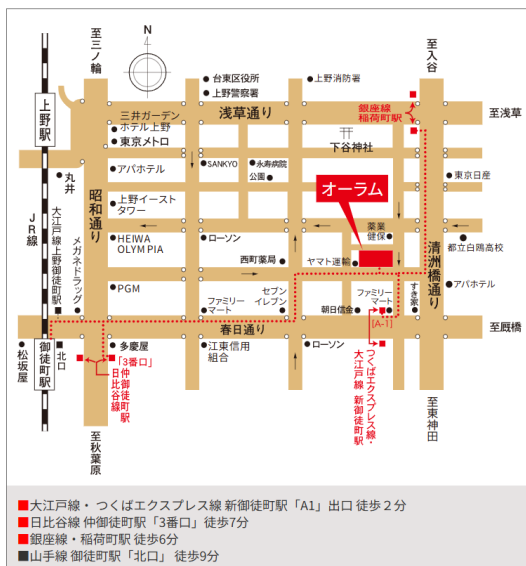 N
至三ノ輪
至入谷
台東区役所
上野警察署
上野消防署
銀座線
稲荷町駅
至浅草
浅草通り
三井ガーデン
ホテル上野
東京メトロ
下谷神社
上野駅
丸井
アパホテル
SANKYO
永寿病院
公園
東京日産
オーラム
昭和通り
上野イースト
タワー
JR線
大江戸線上野御徒町駅
メガネドラッグ
HEIWA
OLYMPIA
ローソン
薬業
健保
都立白鴎高校
清洲橋通り
西町薬局
ヤマト運輸
PGM
ファミリー
マート
セブン
イレブン
朝日信金
ファミリー
マート
すき家
アパホテル
[A-1]
春日通り
至厩橋
御徒町駅
松坂屋
北口
多慶屋
「3番口」
仲御徒町駅
日比谷線
江東信用
組合
ローソン
つくばエクスプレス線・
大江戸線 新御徒町駅
至秋葉原
至東神田
■大江戸線・ つくばエクスプレス線 新御徒町駅「A1」出口 徒歩２分
■日比谷線 仲御徒町駅「3番口」徒歩7分
■銀座線・稲荷町駅 徒歩6分
■山手線 御徒町駅「北口」 徒歩9分